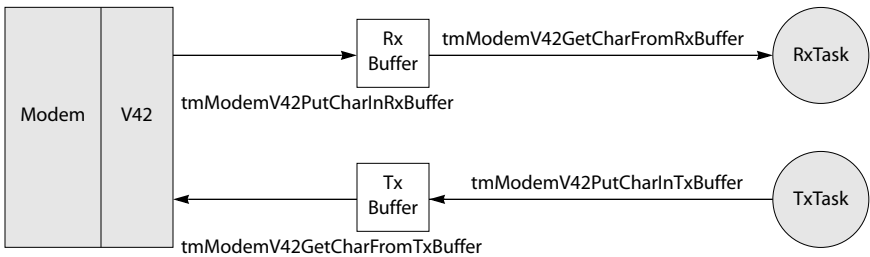 Modem
V42
Rx
Buffer
tmModemV42GetCharFromRxBuffer
RxTask
tmModemV42PutCharInRxBuffer
Tx
Buffer
tmModemV42PutCharInTxBuffer
TxTask
tmModemV42GetCharFromTxBuffer